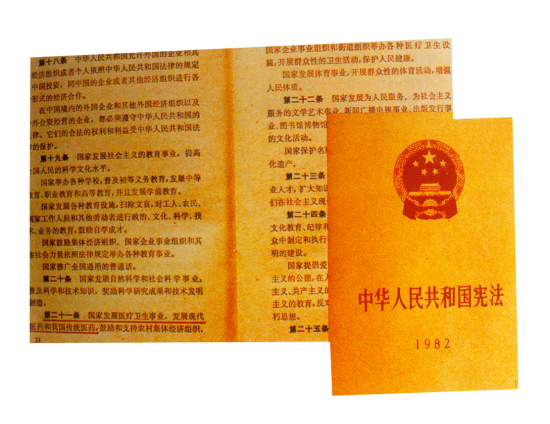 第十八条 中华人民共和国允许外国的企业和其
经济组织或者个人依照中华人民共和国法律的规定
中国投资，同中国的企业或者其他经济组织进行各
形式的经济合作。
在中国境内的外国企业和其他外国经济组织以及
外合资经营的企业，都必须遵守中华人民共和国的
律。它们的合法的权利和利益受中华人民共和国法
的保护。
第十九条 国家发展社会主义的教育事业，提高
国人民的科学文化水平。
国家举办各种学校，普及初等义务教育，发展中等
育、职业教育和高等教育，并且发展学前教育。
国家发展各种教育设施，扫除文盲，对工人、农民、
国家工作人员和其他劳动者进行政治、文化、科学、技
术、业务的教育，鼓励自学成才。
国家鼓励集体经济组织、国家企业事业组织和其
社会力量依照法律规定举办各种教育事业。
国家推广全国通用的普通话。
第二十条 国家发展自然科学和社会科学事业，
普及科学和技术知识，奖励科学研究成果和技术发明
创造。
第二十一条 国家发展医疗卫生事业，发展现代
医药和我国传统医药，鼓励和支持农村集体经济组织、
国家企业事业组织和街道组织举办各种医疗卫生设
施，开展群众性的卫生活动，保护人民健康。
国家发展体育事业，开展群众性的体育活动，增强
人民体质。
第二十二条 国家发展为人民服务、为社会主义
服务的文学艺术事业、新闻广播电视事业、出版发行事
业、图书馆博物馆
的文化活动。
国家保护名胜
化遗产。
第二十三条
业人才，扩大知识
们在社会主义现
第二十四条
文化教育、纪律和
众中制定和执行
明的建设。
国家提倡爱
主义的公德，在人
主义、共产主义的
主义的教育，反对
朽思想。
第二十五条
中华人民共和国宪法
1982